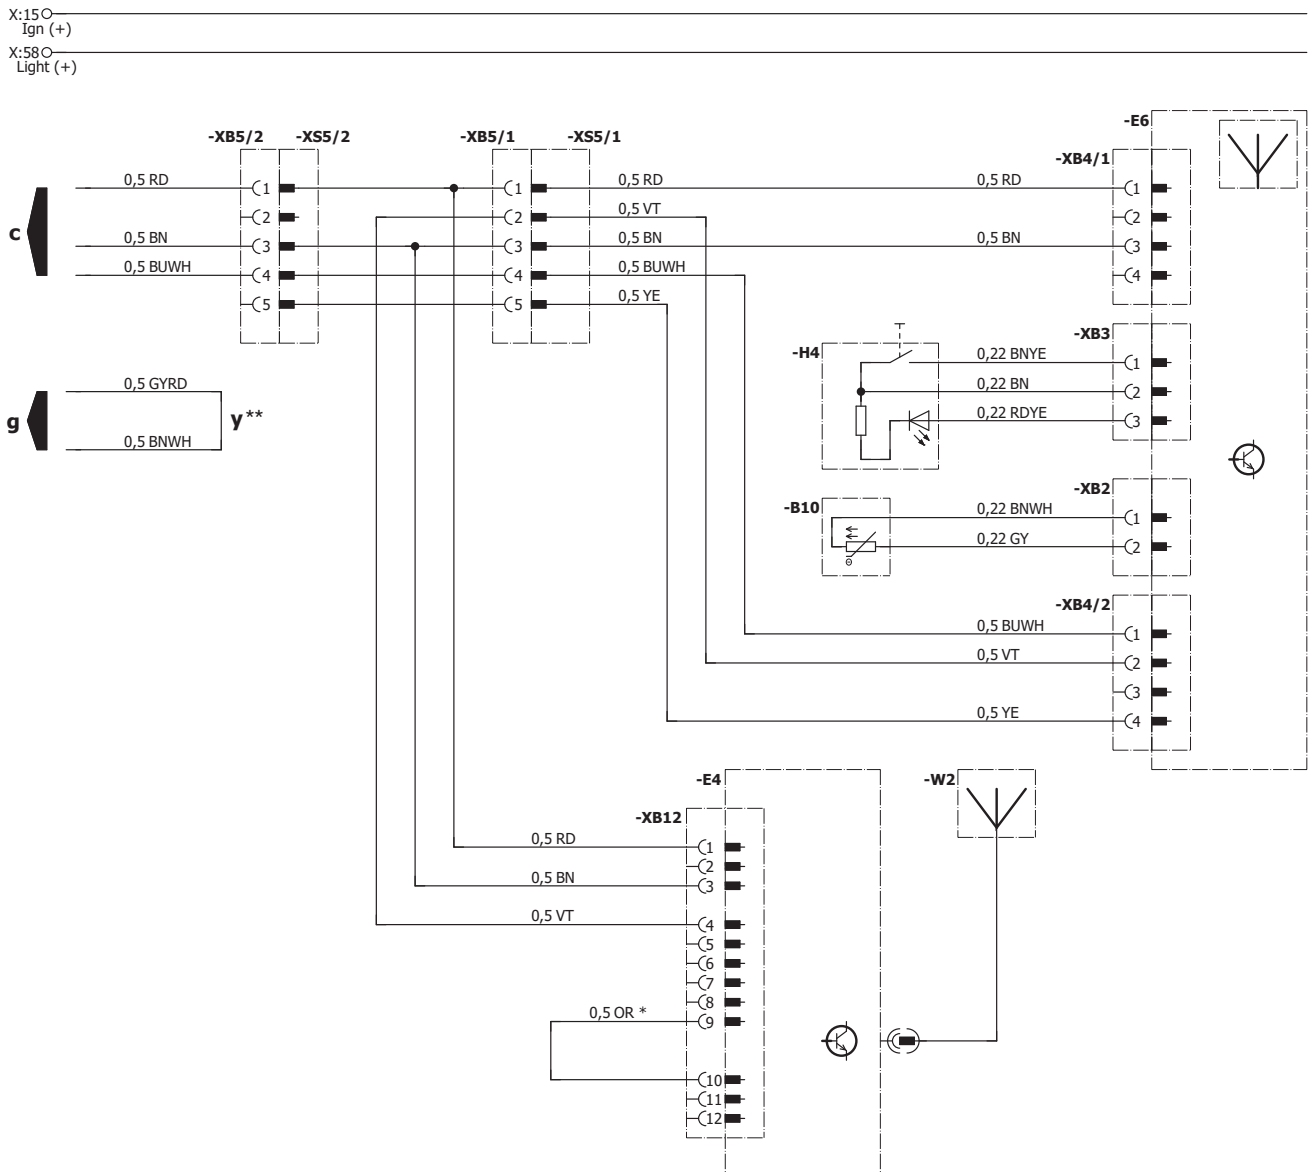 X:15
Ign (+)
X:58
Light (+)
-E6
-XB5/2 -XS5/2 -XB5/1 -XS5/1
-XB4/1
0,5 RD 1 1 0,5 RD 0,5 RD 1
2 2 0,5 VT 2
c
0,5 BN 3 3 0,5 BN 0,5 BN 3
0,5 BUWH 4 4 0,5 BUWH 4
5 5 0,5 YE
-XB3
-H4
0,22 BNYE 1
0,22 BN 2
0,22 RDYE 3
0,5 GYRD
g y**
0,5 BNWH
-XB2
-B10
0,22 BNWH 1
0,22 GY 2
Θ
-XB4/2
0,5 BUWH 1
0,5 VT 2
3
0,5 YE 4
-E4 -W2
-XB12
0,5 RD 1
2
0,5 BN 3
0,5 VT 4
5
6
7
8
0,5 OR * 9
10
11
12